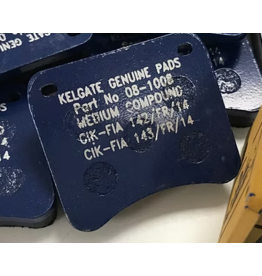 KELGATE GENUINE PADS
Part No 08-1008
MEDIUM COMPOUND
CIK-FIA 142/FR/14
CIK-FIA 143/FR/14